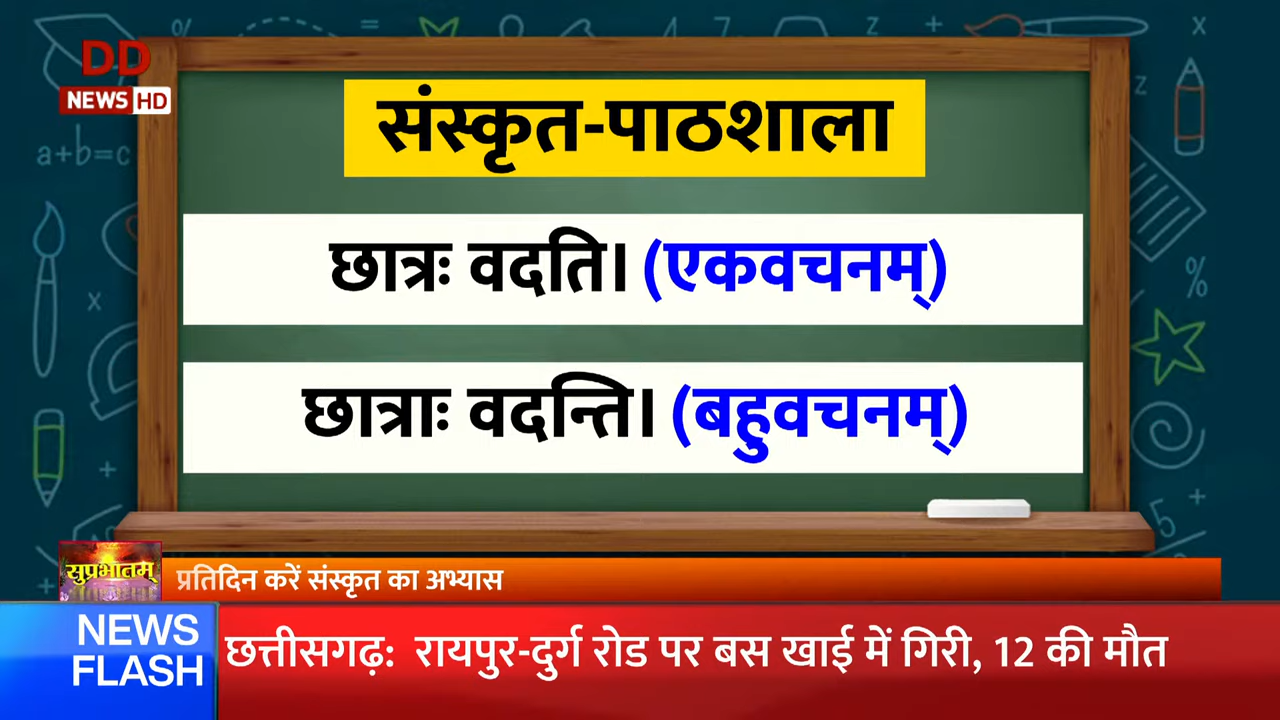 DD
NEWS HD
संस्कृत-पाठशाला
a+b=c
छात्रः वदति। (एकवचनम्)
छात्राः वदन्ति। (बहुवचनम्)
सुप्रभातम्
प्रतिदिन करें संस्कृत का अभ्यास
NEWS FLASH
छत्तीसगढ़: रायपुर-दुर्ग रोड पर बस खाई में गिरी, 12 की मौत